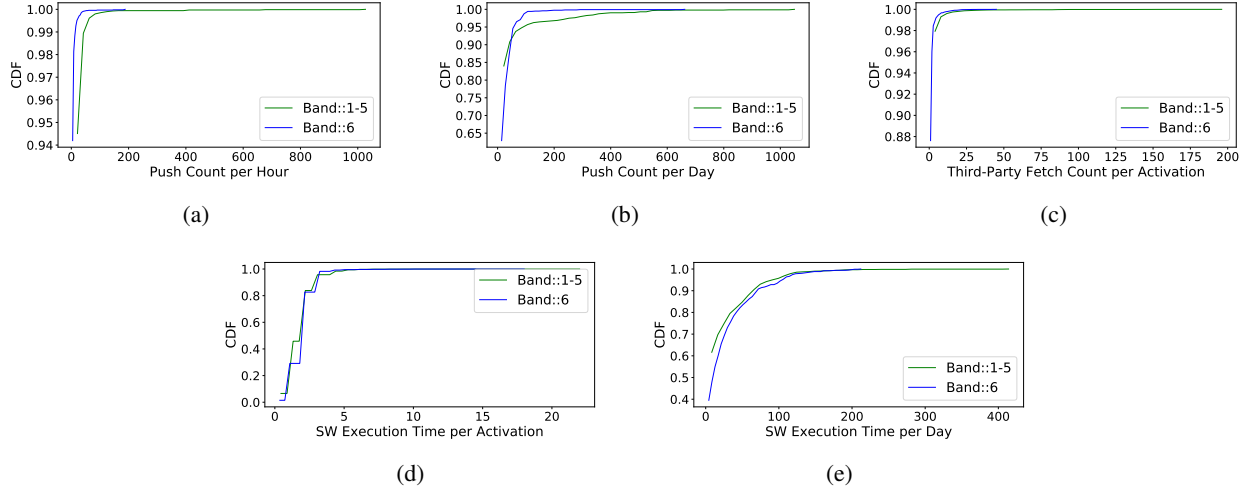 1.00
0.99
0.98
0.97
0.96
0.95
0.94
CDF
0 200 400 600 800 1000
Push Count per Hour
Band::1-5
Band::6
(a)
1.00
0.95
0.90
0.85
0.80
0.75
0.70
0.65
CDF
0 200 400 600 800 1000
Push Count per Day
Band::1-5
Band::6
(b)
1.00
0.98
0.96
0.94
0.92
0.90
0.88
CDF
0 25 50 75 100 125 150 175 200
Third-Party Fetch Count per Activation
Band::1-5
Band::6
(c)
1.0
0.8
0.6
0.4
0.2
0.0
CDF
0 5 10 15 20
SW Execution Time per Activation
Band::1-5
Band::6
(d)
1.0
0.9
0.8
0.7
0.6
0.5
0.4
CDF
0 100 200 300 400
SW Execution Time per Day
Band::1-5
Band::6
(e)